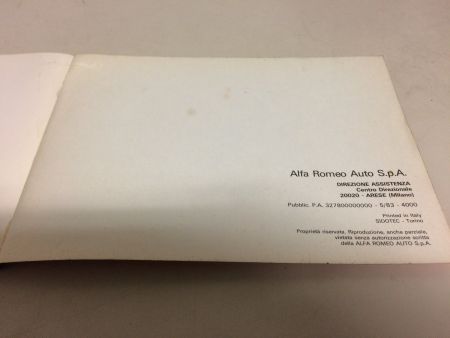 Alfa Romeo Auto S.p.A.
DIREZIONE ASSISTENZA
Centro Direzionale
20020 - ARESE (Milano)
Pubblic. P.A. 327800000000 - 5/83 - 4000
Printed in Italy
SIDOTEC - Torino
Proprietà riservata. Riproduzione, anche parziale,
vietata senza autorizzazione scritta
della ALFA ROMEO AUTO S.p.A.